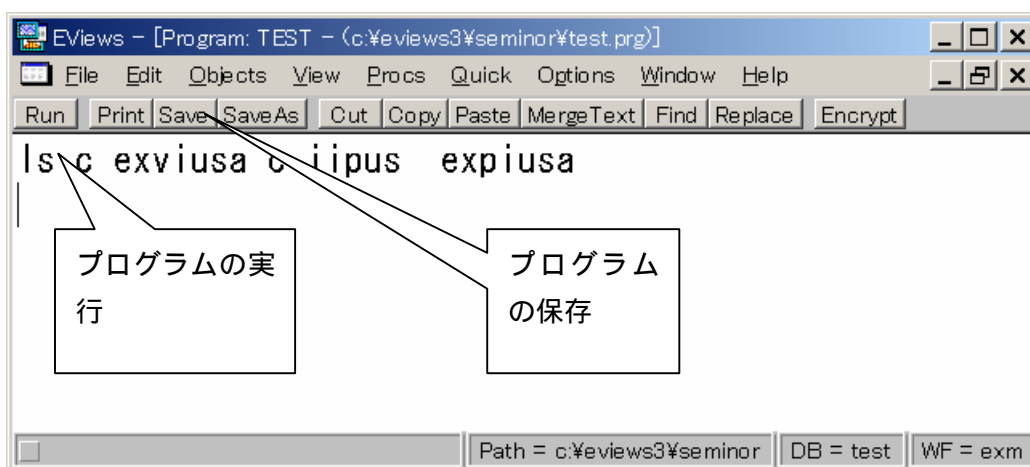 EViews - [Program: TEST - (c:¥eviews3¥seminor¥test.prg)]
File Edit Objects View Procs Quick Options Window Help
Run Print Save SaveAs Cut Copy Paste MergeText Find Replace Encrypt
ls c exviusa c iipus expiusa
プログラムの実
行
プログラム
の保存
Path = c:¥eviews3¥seminor DB = test WF = exm